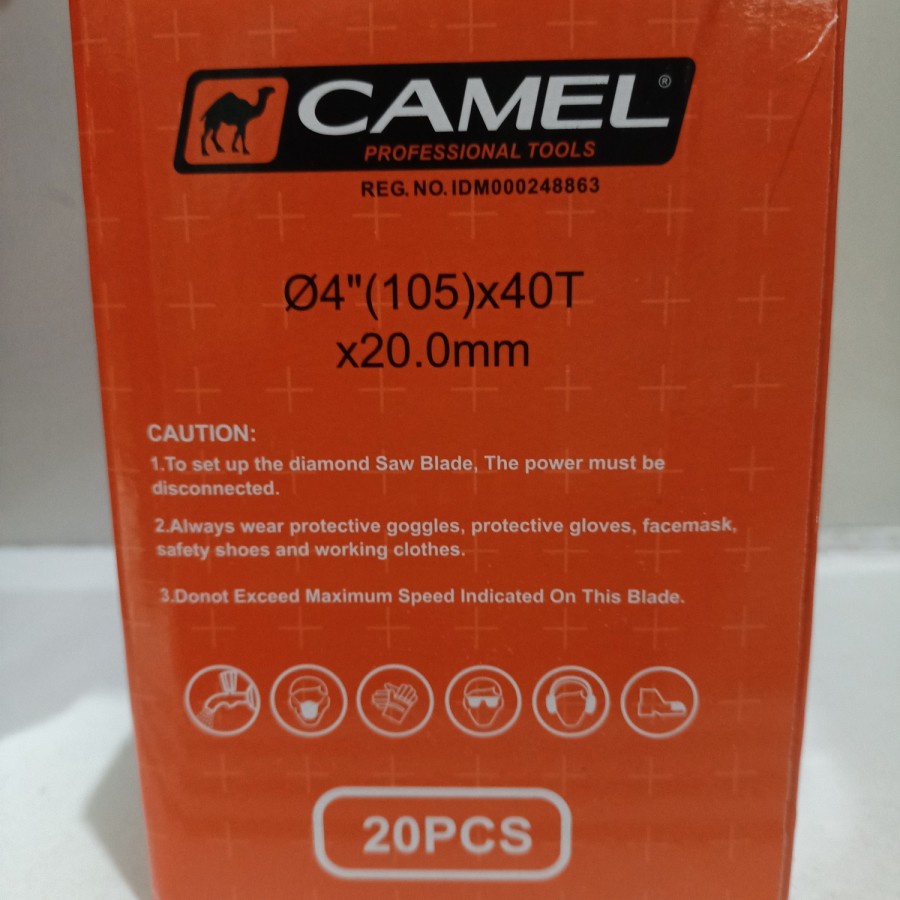 CAMEL®
PROFESSIONAL TOOLS
REG. NO. IDM000248863
Ø4"(105)x40T
x20.0mm
CAUTION:
1.To set up the diamond Saw Blade, The power must be
disconnected.
2.Always wear protective goggles, protective gloves, facemask,
safety shoes and working clothes.
3.Donot Exceed Maximum Speed Indicated On This Blade.
20PCS